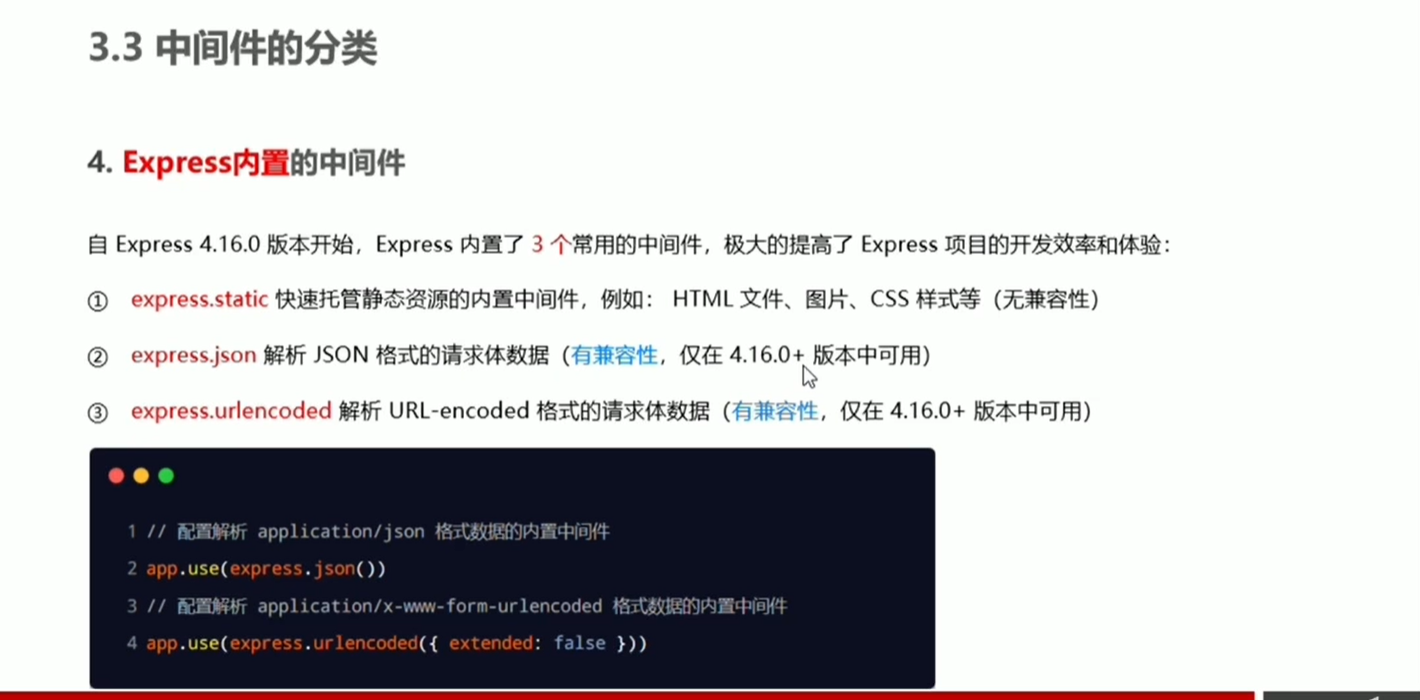 3.3 中间件的分类
4. Express内置的中间件
自 Express 4.16.0 版本开始，Express 内置了 3 个常用的中间件，极大的提高了 Express 项目的开发效率和体验：
① express.static 快速托管静态资源的内置中间件，例如： HTML 文件、图片、CSS 样式等（无兼容性）
② express.json 解析 JSON 格式的请求体数据（有兼容性，仅在 4.16.0+ 版本中可用）
③ express.urlencoded 解析 URL-encoded 格式的请求体数据（有兼容性，仅在 4.16.0+ 版本中可用）
1 // 配置解析 application/json 格式数据的内置中间件
2 app.use(express.json())
3 // 配置解析 application/x-www-form-urlencoded 格式数据的内置中间件
4 app.use(express.urlencoded({ extended: false }))